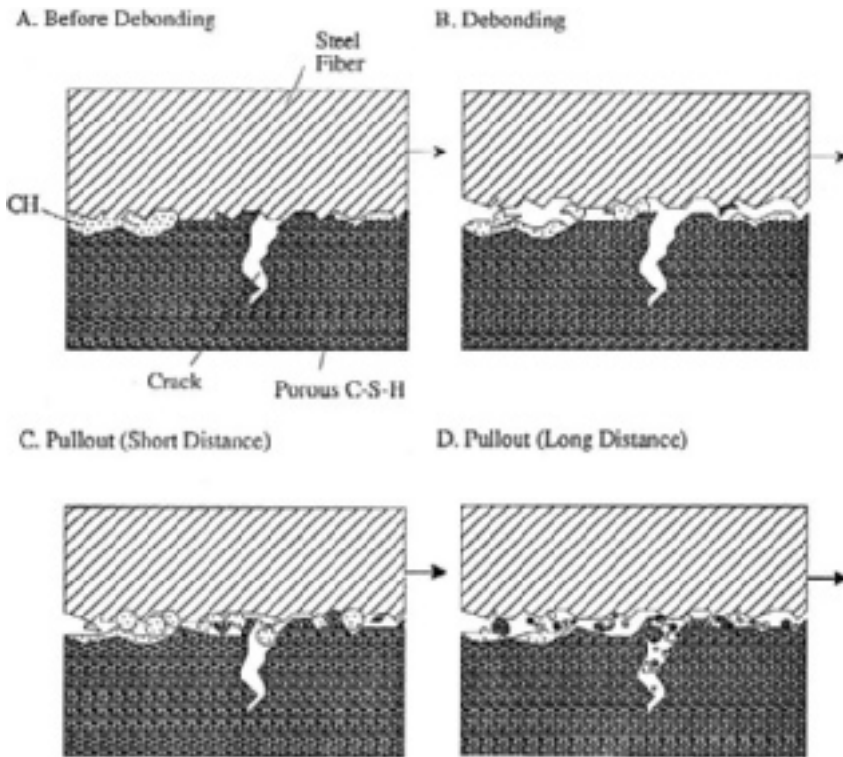 A. Before Debonding
B. Debonding
Steel
Fiber
CH
Crack
Porous C-S-H
C. Pullout (Short Distance)
D. Pullout (Long Distance)